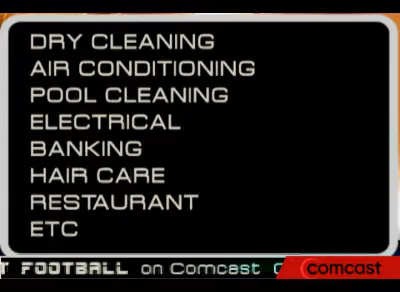 DRY CLEANING
AIR CONDITIONING
POOL CLEANING
ELECTRICAL
BANKING
HAIR CARE
RESTAURANT
ETC
T FOOTBALL on Comcast
comcast